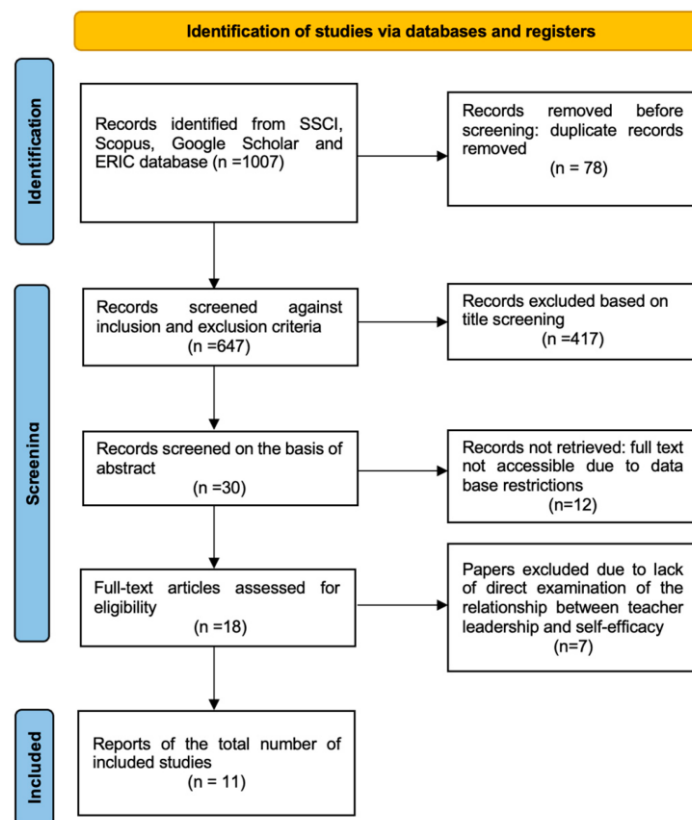 Identification of studies via databases and registers
Identification
Records identified from SSCI,
Scopus, Google Scholar and
ERIC database (n =1007)
Records removed before
screening: duplicate records
removed
(n = 78)
Screening
Records screened against
inclusion and exclusion criteria
(n =647)
Records excluded based on
title screening
(n =417)
Records screened on the basis of
abstract
(n =30)
Records not retrieved: full text
not accessible due to data
base restrictions
(n=12)
Full-text articles assessed for
eligibility
(n =18)
Papers excluded due to lack
of direct examination of the
relationship between teacher
leadership and self-efficacy
(n=7)
Included
Reports of the total number of
included studies
(n = 11)